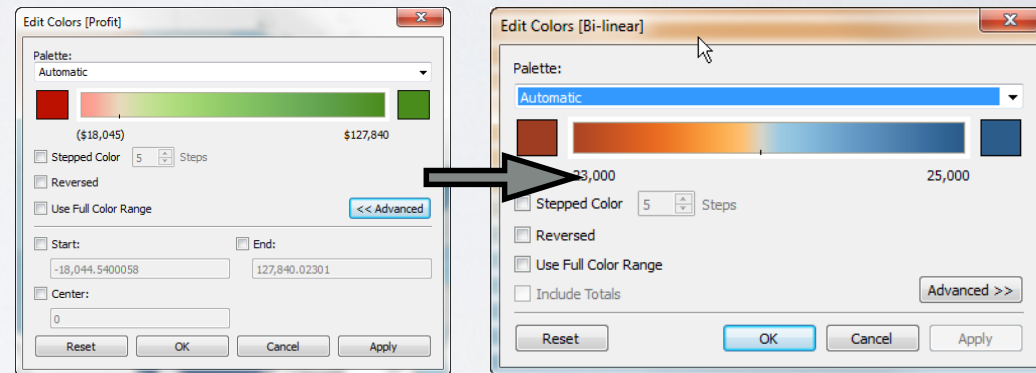 Edit Colors [Profit]
Palette:
Automatic
($18,045) $127,840
Stepped Color 5 Steps
Reversed
Use Full Color Range << Advanced
Start: End:
-18,044.5400058 127,840.02301
Center:
0
Reset OK Cancel Apply
Edit Colors [Bi-linear]
Palette:
Automatic
23,000 25,000
Stepped Color 5 Steps
Reversed
Use Full Color Range
Include Totals Advanced >>
Reset OK Cancel Apply